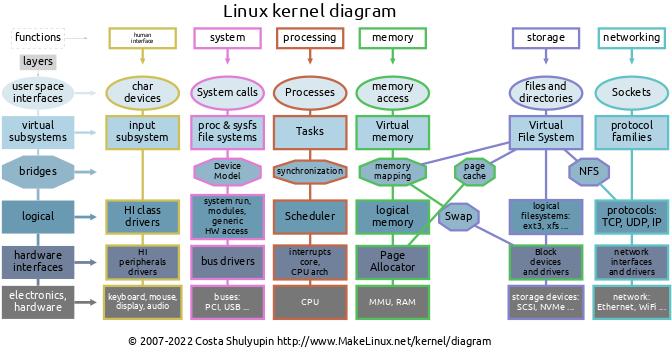 Linux kernel diagram
functions
human
interface
system
processing
memory
storage
networking
layers
user space
interfaces
char
devices
System calls
Processes
memory
access
files and
directories
Sockets
virtual
subsystems
input
subsystem
proc & sysfs
file systems
Tasks
Virtual
memory
Virtual
File System
protocol
families
bridges
Device
Model
synchronization
memory
mapping
page
cache
NFS
logical
HI class
drivers
system run,
modules,
generic
HW access
Scheduler
logical
memory
Swap
logical
filesystems:
ext3, xfs ...
protocols:
TCP, UDP, IP
hardware
interfaces
HI
peripherals
drivers
bus drivers
interrupts
core,
CPU arch
Page
Allocator
Block
devices
and drivers
network
interfaces
and drivers
electronics,
hardware
keyboard, mouse,
display, audio
buses:
PCI, USB ...
CPU
MMU, RAM
storage devices:
SCSI, NVMe ...
network:
Ethernet, WiFi ...
© 2007-2022 Costa Shulyupin http://www.MakeLinux.net/kernel/diagram